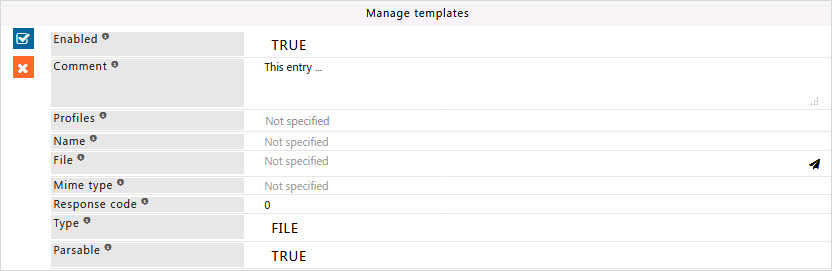 Manage templates
Enabled TRUE
Comment This entry ...
Profiles Not specified
Name Not specified
File Not specified
Mime type Not specified
Response code 0
Type FILE
Parsable TRUE